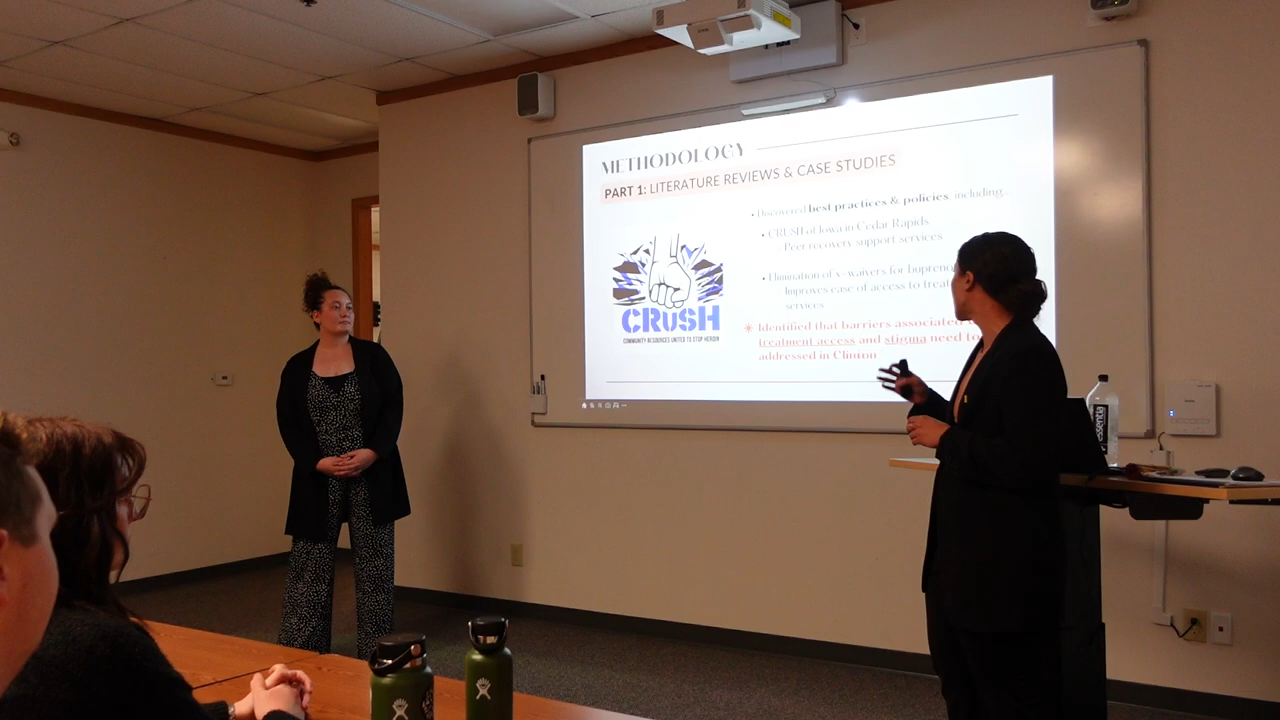 METHODOLOGY
PART 1: LITERATURE REVIEWS & CASE STUDIES
• Discovered best practices & policies, including...
• CRUSH of Iowa in Cedar Rapids
Peer recovery support services
• Elimination of x-waivers for
Improves ease of access to
services
* Identified that barriers associated
treatment access and stigma need to
addressed in Clinton
CRUSH
COMMUNITY RESOURCES UNITED TO STOP HEROIN
essentia